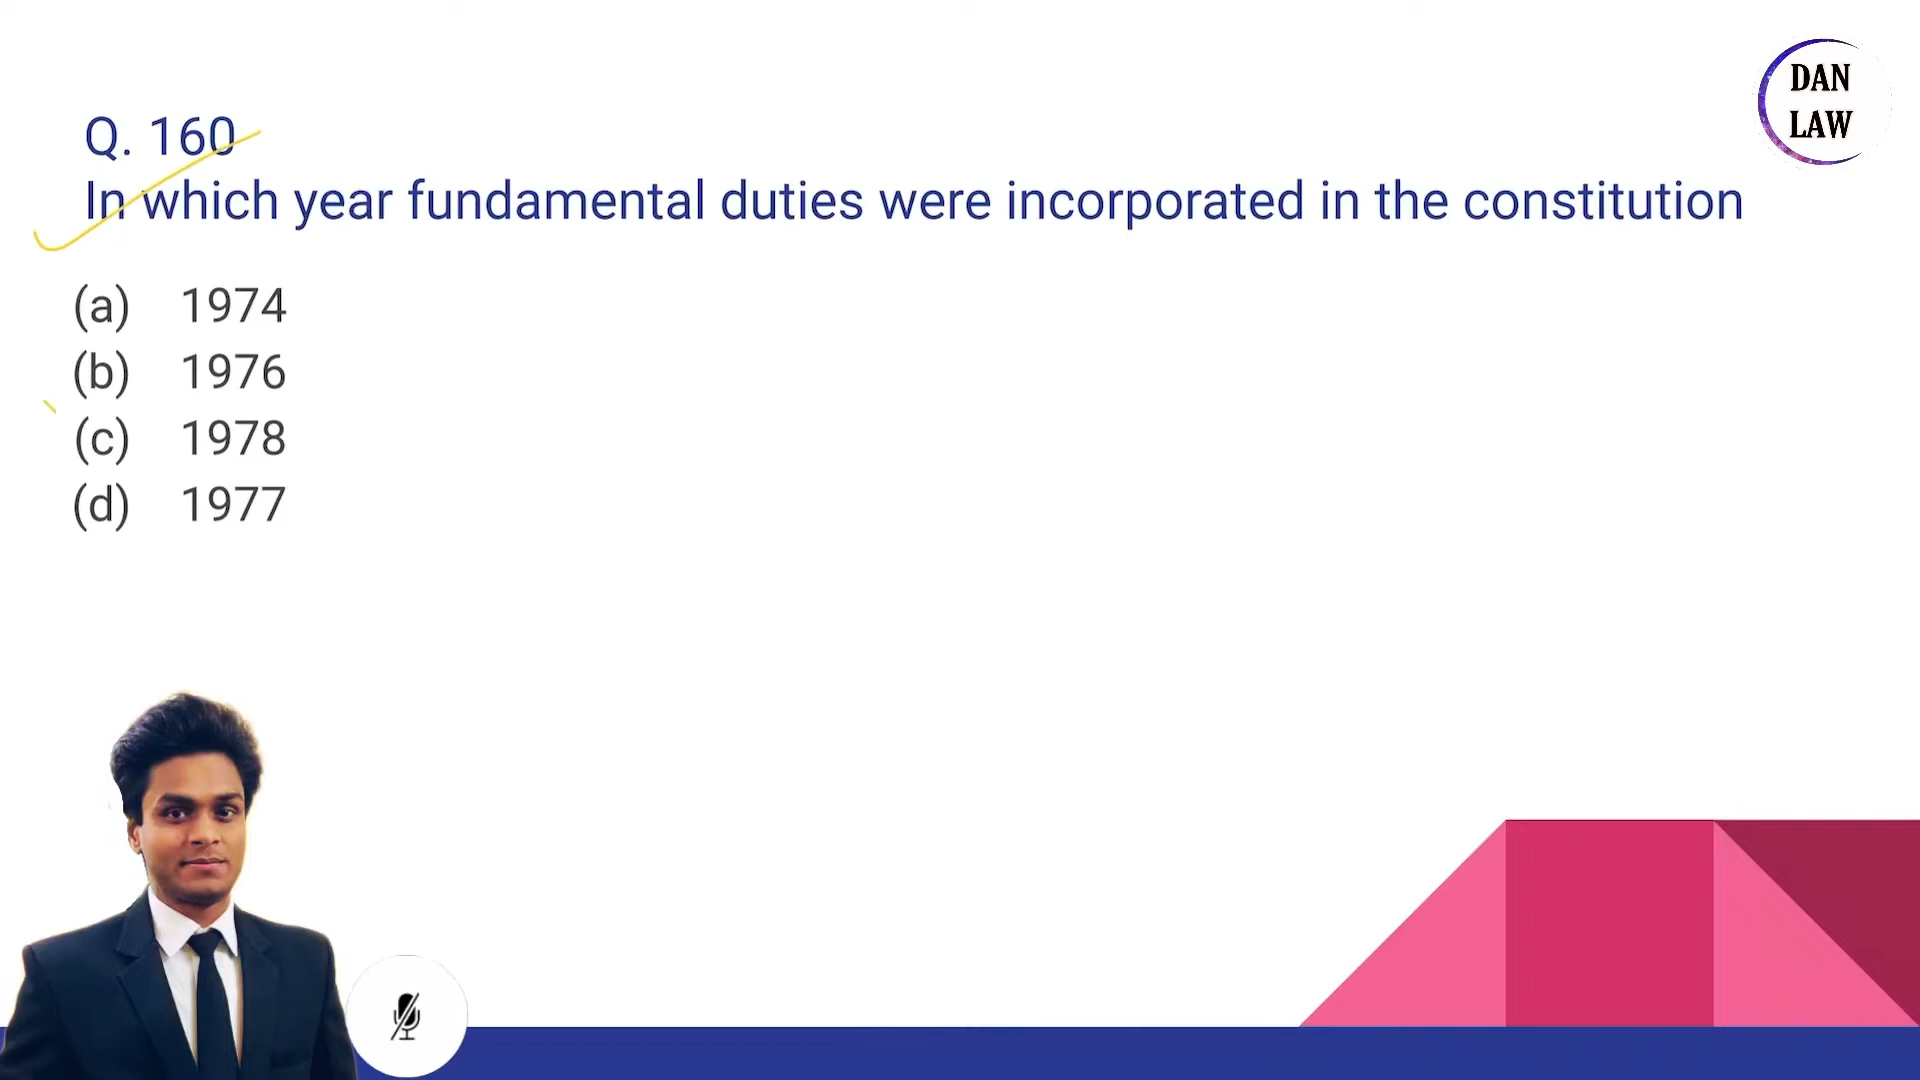 DAN
LAW
Q. 160
In which year fundamental duties were incorporated in the constitution
(a) 1974
(b) 1976
(c) 1978
(d) 1977